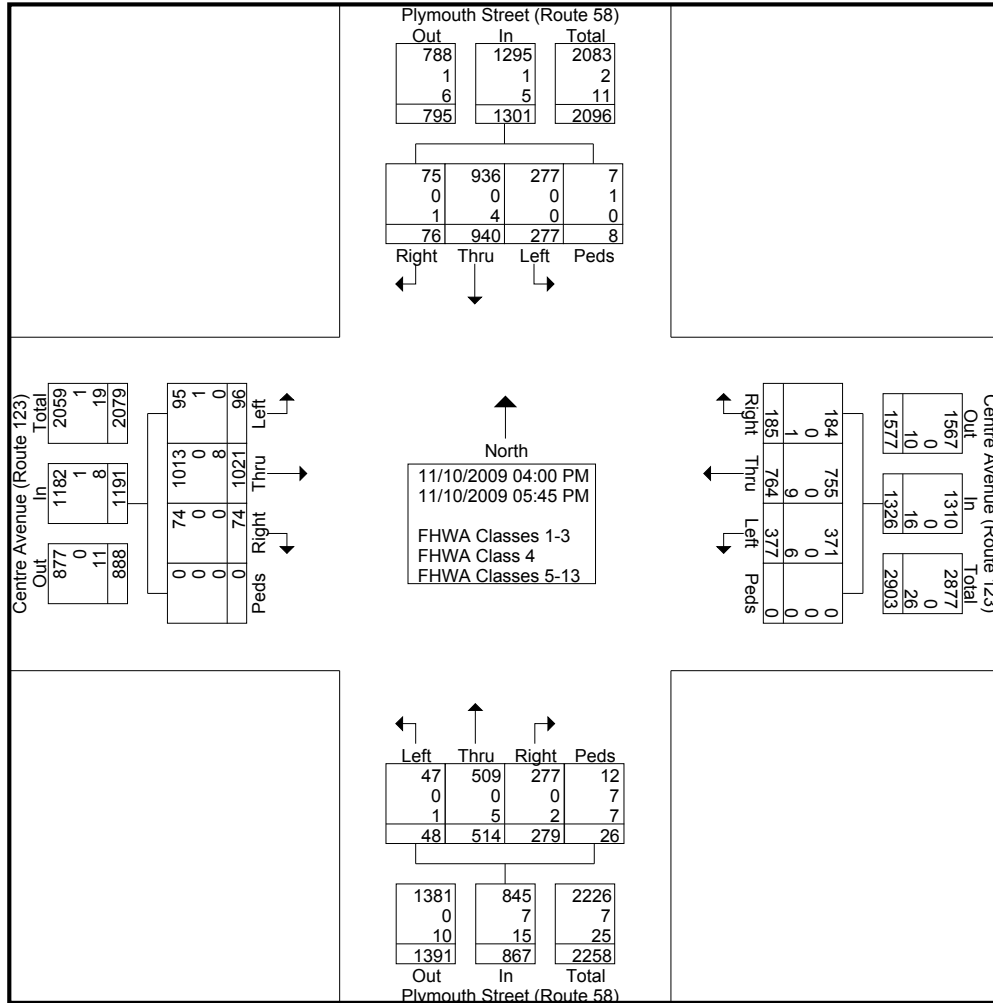 Plymouth Street (Route 58)
Out In Total
788 1295 2083
1 1 2
6 5 11
795 1301 2096
75 936 277 7
0 0 0 1
1 4 0 0
76 940 277 8
Right Thru Left Peds
Centre Avenue (Route 123)
Total
2059 1 19 2079
In
1182 1 8 1191
Out
877 0 11 888
95 1 0 96 Left
1013 0 8 1021 Thru
74 0 0 74 Right
0 0 0 0 Peds
North
11/10/2009 04:00 PM
11/10/2009 05:45 PM
FHWA Classes 1-3
FHWA Class 4
FHWA Classes 5-13
Right 185 1 0 184
Thru 764 9 0 755
Left 377 6 0 371
Peds 0 0 0 0
Centre Avenue (Route 123)
Out
1577 10 0 1567
In
1326 16 0 1310
Total
2903 26 0 2877
Left Thru Right Peds
47 509 277 12
0 0 0 7
1 5 2 7
48 514 279 26
1381 845 2226
0 7 7
10 15 25
1391 867 2258
Out In Total
Plymouth Street (Route 58)